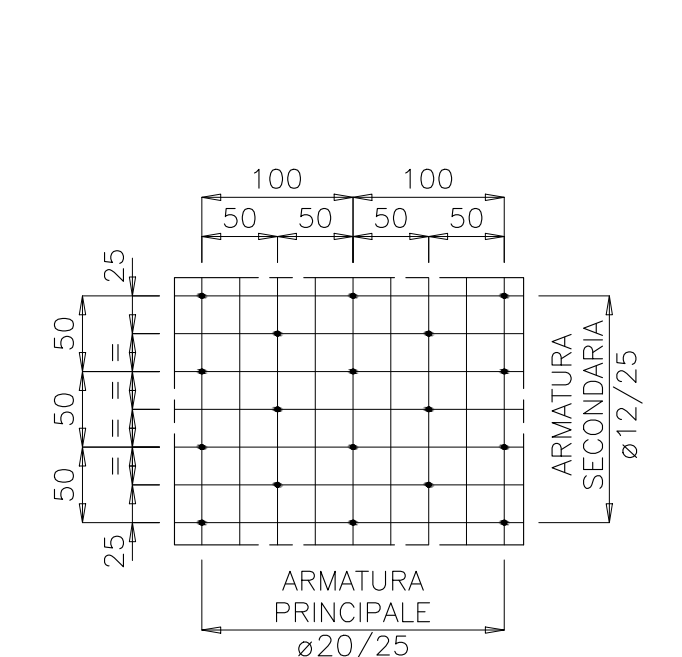 100 100
50 50 50 50
25
50
=
=
50
=
=
50
25
ARMATURA
SECONDARIA
ø12/25
ARMATURA
PRINCIPALE
ø20/25